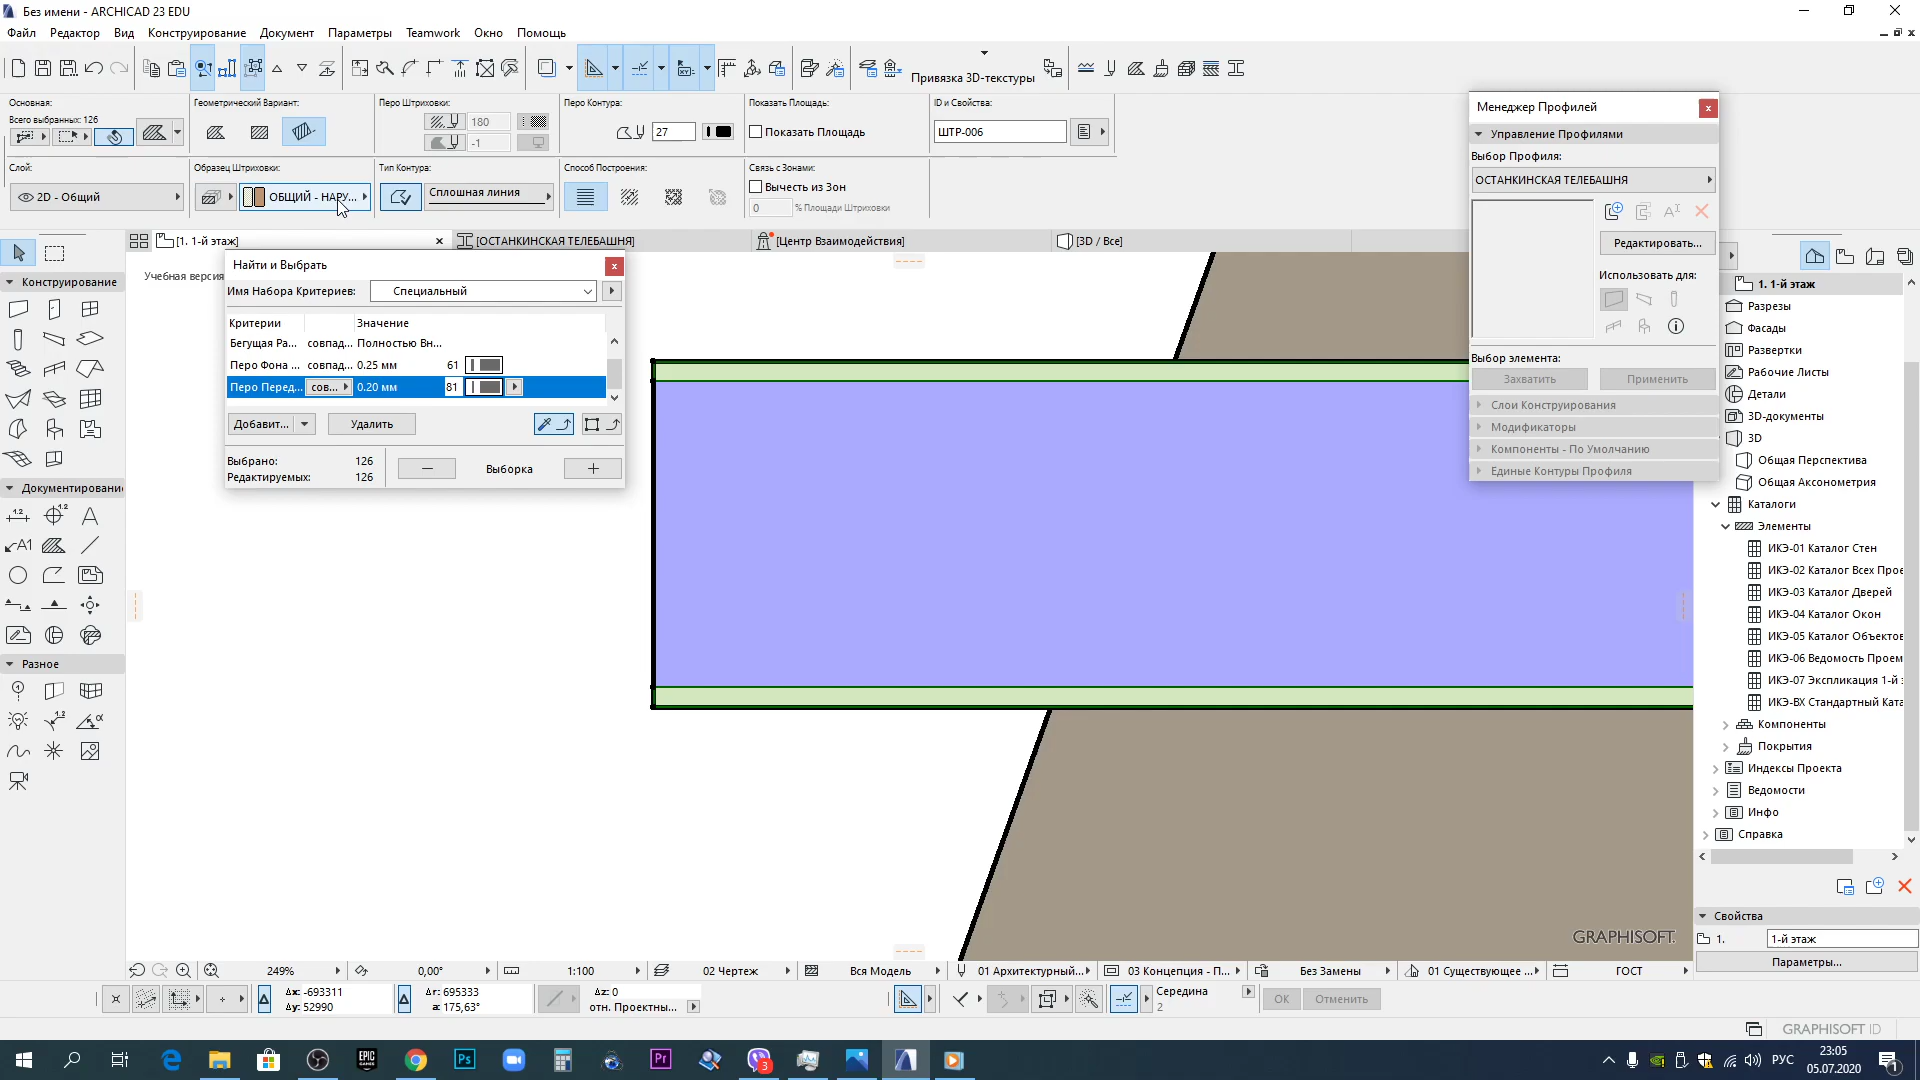 Без имени - ARCHICAD 23 EDU
Файл Редактор Вид Конструирование Документ Параметры Teamwork Окно Помощь
Привязка 3D-текстуры
Основная: Геометрический Вариант: Перо Штриховки: Перо Контура: Показать Площадь: ID и Свойства:
Всего выбранных: 126
180
-1
27
Показать Площадь
ШТР-006
Слой: Образец Штриховки: Тип Контура: Способ Построения: Связь с Зонами:
2D - Общий
ОБЩИЙ - НАРУ...
Сплошная линия
Вычесть из Зон
0 % Площади Штриховки
[1. 1-й этаж]
[ОСТАНКИНСКАЯ ТЕЛЕБАШНЯ]
[Центр Взаимодействия]
[3D / Все]
Учебная версия
Конструирование
Документировани
Разное
Найти и Выбрать
Имя Набора Критериев: Специальный
Критерии Значение
Бегущая Ра... совпад... Полностью Вн...
Перо Фона ... совпад... 0.25 мм 61
Перо Перед... сов... 0.20 мм 81
Добавит... Удалить
Выбрано: 126
Редактируемых: 126
Выборка
Менеджер Профилей
Управление Профилями
Выбор Профиля:
ОСТАНКИНСКАЯ ТЕЛЕБАШНЯ
Редактировать...
Использовать для:
Выбор элемента:
Захватить Применить
Слои Конструирования
Модификаторы
Компоненты - По Умолчанию
Единые Контуры Профиля
1. 1-й этаж
Разрезы
Фасады
Развертки
Рабочие Листы
Детали
3D-документы
3D
Общая Перспектива
Общая Аксонометрия
Каталоги
Элементы
ИКЭ-01 Каталог Стен
ИКЭ-02 Каталог Всех Прое
ИКЭ-03 Каталог Дверей
ИКЭ-04 Каталог Окон
ИКЭ-05 Каталог Объектов
ИКЭ-06 Ведомость Проем
ИКЭ-07 Экспликация 1-й э
ИКЭ-ВХ Стандартный Ката
Компоненты
Покрытия
Индексы Проекта
Ведомости
Инфо
Справка
Свойства
1. 1-й этаж
Параметры...
GRAPHISOFT.
249% 0,00° 1:100 02 Чертеж Вся Модель 01 Архитектурный... 03 Концепция - П... Без Замены 01 Существующее ... ГОСТ
Δx: -693311
Δy: 52990
Δr: 695333
a: 175,63°
Δz: 0
отн. Проектны...
Середина
2
ОК Отменить
GRAPHISOFT ID
3
РУС
23:05
05.07.2020
1